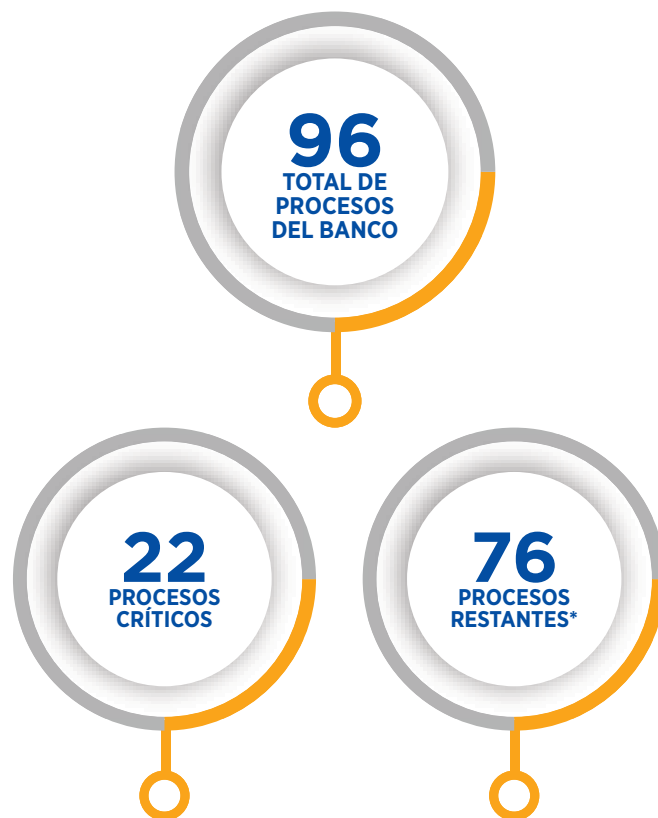 96
TOTAL DE
PROCESOS
DEL BANCO
22
PROCESOS
CRÍTICOS
76
PROCESOS
RESTANTES*